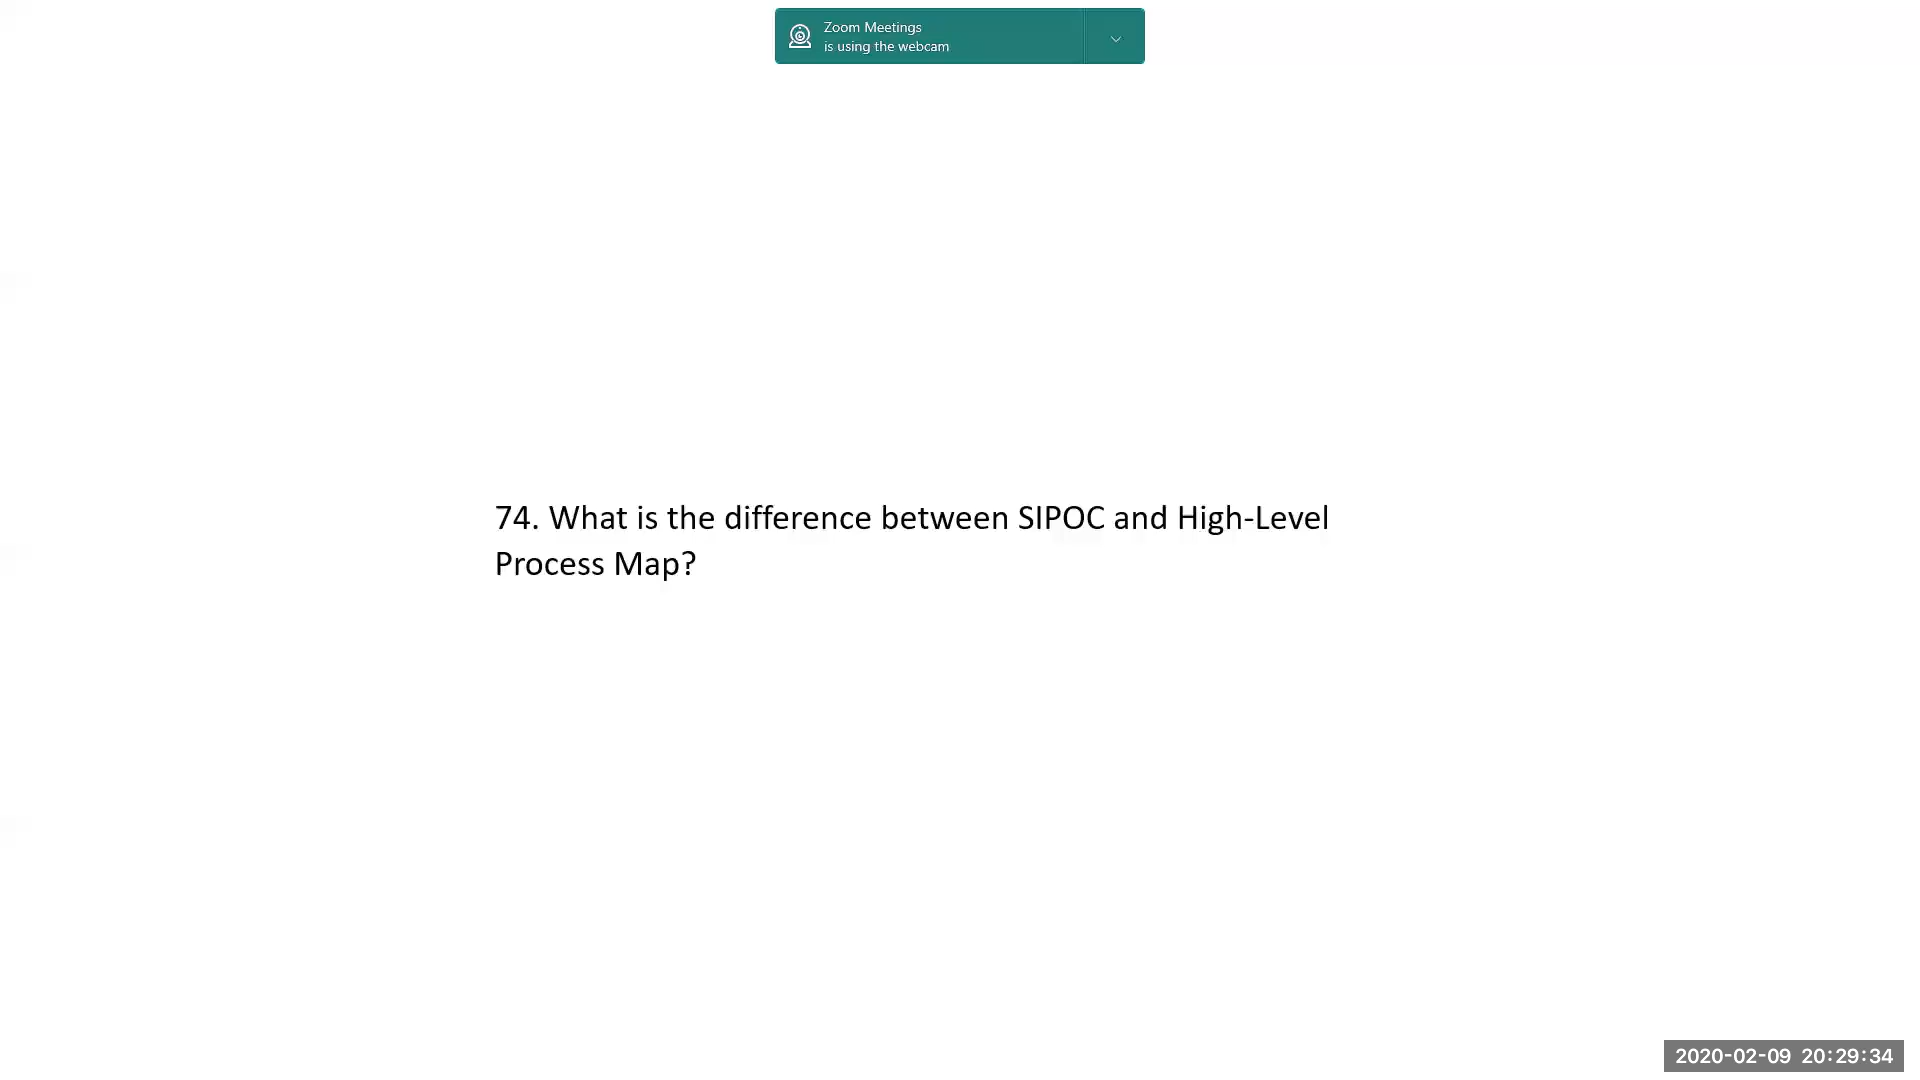 Zoom Meetings
is using the webcam
74. What is the difference between SIPOC and High-Level
Process Map?
2020-02-09 20:29:34